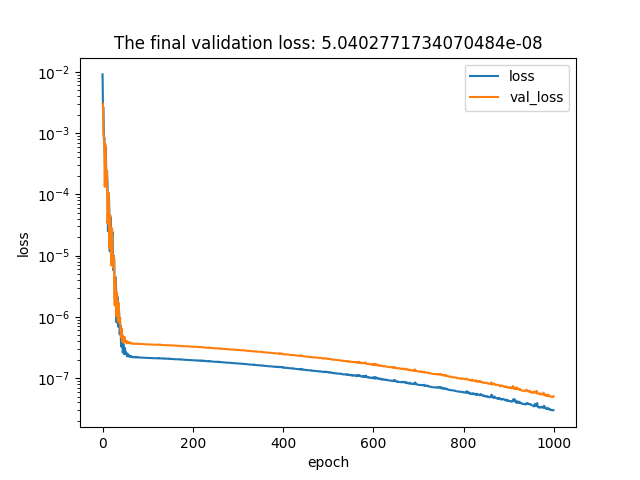 The final validation loss: 5.0402771734070484e-08
loss
val_loss
10⁻²
10⁻³
10⁻⁴
10⁻⁵
10⁻⁶
10⁻⁷
loss
0 200 400 600 800 1000
epoch